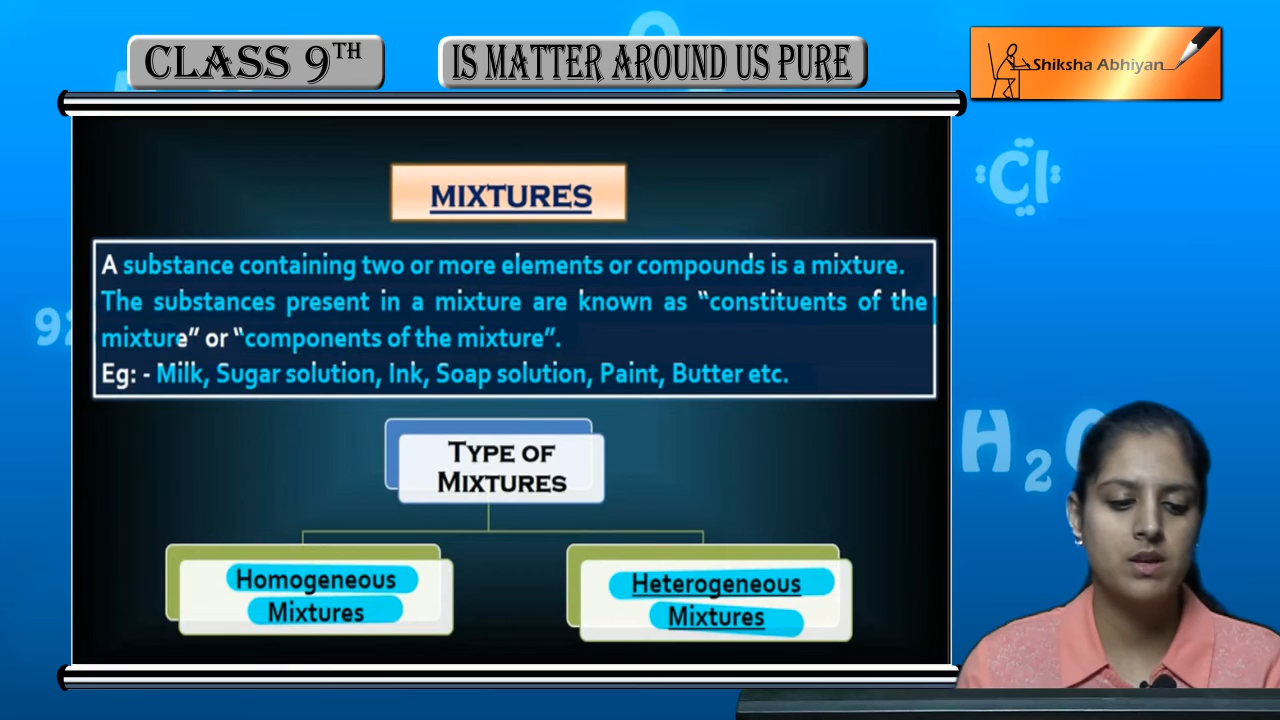 CLASS 9TH
IS MATTER AROUND US PURE
Shiksha Abhiyan
MIXTURES
A substance containing two or more elements or compounds is a mixture.
The substances present in a mixture are known as “constituents of the
mixture” or “components of the mixture”.
Eg: - Milk, Sugar solution, Ink, Soap solution, Paint, Butter etc.
TYPE OF
MIXTURES
Homogeneous
Mixtures
Heterogeneous
Mixtures
Cl
H2